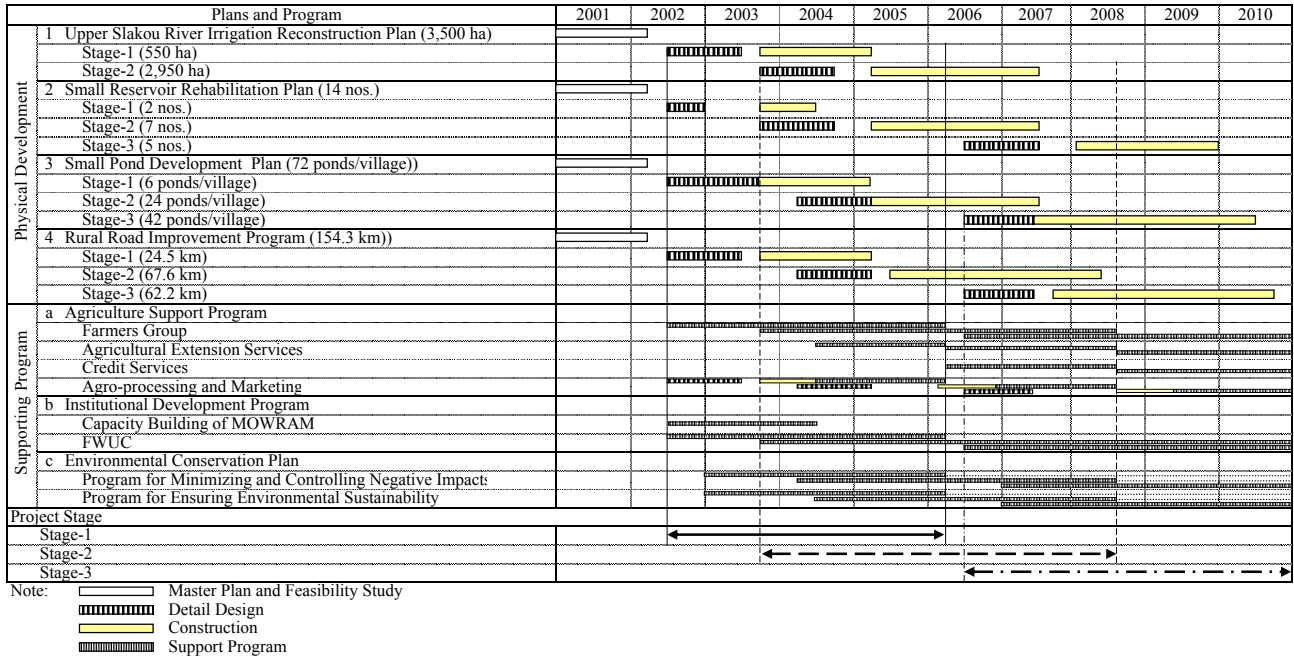 Plans and Program 2001 2002 2003 2004 2005 2006 2007 2008 2009 2010
Physical Development
1 Upper Slakou River Irrigation Reconstruction Plan (3,500 ha)
Stage-1 (550 ha)
Stage-2 (2,950 ha)
2 Small Reservoir Rehabilitation Plan (14 nos.)
Stage-1 (2 nos.)
Stage-2 (7 nos.)
Stage-3 (5 nos.)
3 Small Pond Development Plan (72 ponds/village))
Stage-1 (6 ponds/village)
Stage-2 (24 ponds/village)
Stage-3 (42 ponds/village)
4 Rural Road Improvement Program (154.3 km))
Stage-1 (24.5 km)
Stage-2 (67.6 km)
Stage-3 (62.2 km)
Supporting Program
a Agriculture Support Program
Farmers Group
Agricultural Extension Services
Credit Services
Agro-processing and Marketing
b Institutional Development Program
Capacity Building of MOWRAM
FWUC
c Environmental Conservation Plan
Program for Minimizing and Controlling Negative Impacts
Program for Ensuring Environmental Sustainability
Project Stage
Stage-1
Stage-2
Stage-3
Note: Master Plan and Feasibility Study
Detail Design
Construction
Support Program